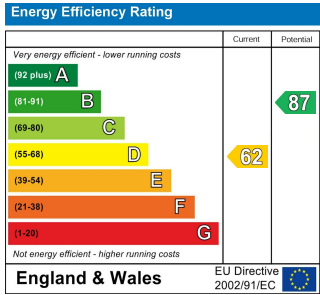 Energy Efficiency Rating
Current Potential
Very energy efficient - lower running costs
(92 plus) A
(81-91) B
(69-80) C
(55-68) D
(39-54) E
(21-38) F
(1-20) G
62
87
Not energy efficient - higher running costs
England & Wales
EU Directive
2002/91/EC